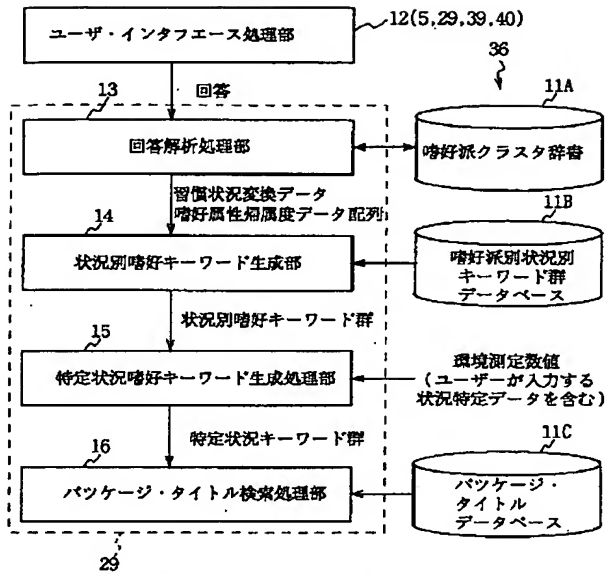 ユーザ・インタフエース処理部
12(5,29,39,40)
36
13
回答
11A
回答解析処理部
嗜好派クラスタ辞書
習慣状況変換データ
嗜好属性帰属度データ配列
14
11B
状況別嗜好キーワード生成部
嗜好派別状況別
キーワード群
データベース
状況別嗜好キーワード群
15
特定状況嗜好キーワード生成処理部
環境測定数値
(ユーザーが入力する
状況特定データを含む)
特定状況キーワード群
16
11C
パツケージ・タイトル検索処理部
パツケージ・
タイトル
データベース
29